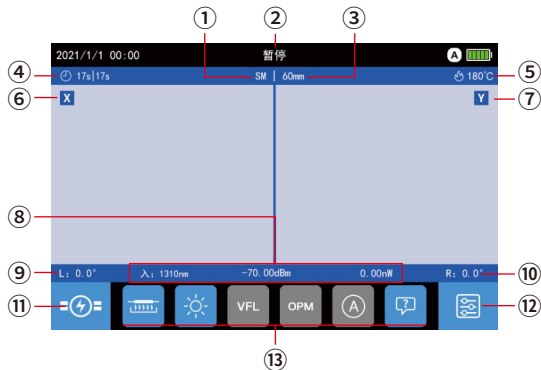 ① ② ③
2021/1/1 00:00 暂停 A
④ 17s|17s SM | 60mm 180℃ ⑤
⑥ X Y ⑦
⑧
⑨ L: 0.0° 入: 1310nm -70.00dBm 0.00nW R: 0.0° ⑩
⑪ VFL OPM A ? ⑫
⑬